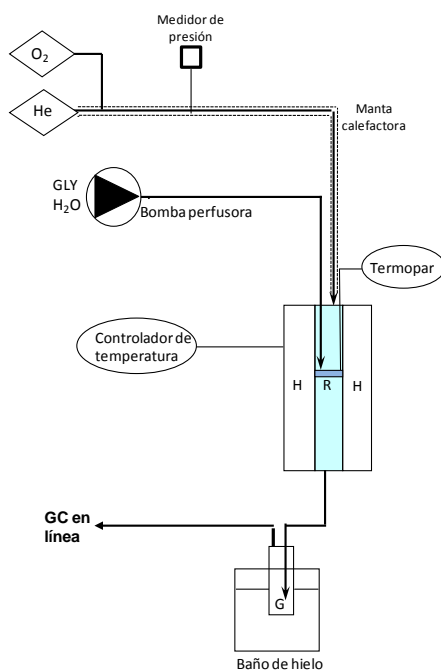 Medidor de
presión
O2
He
Manta
calefactora
GLY
H2O
Bomba perfusora
Termopar
Controlador de
temperatura
H R H
GC en
línea
G
Baño de hielo